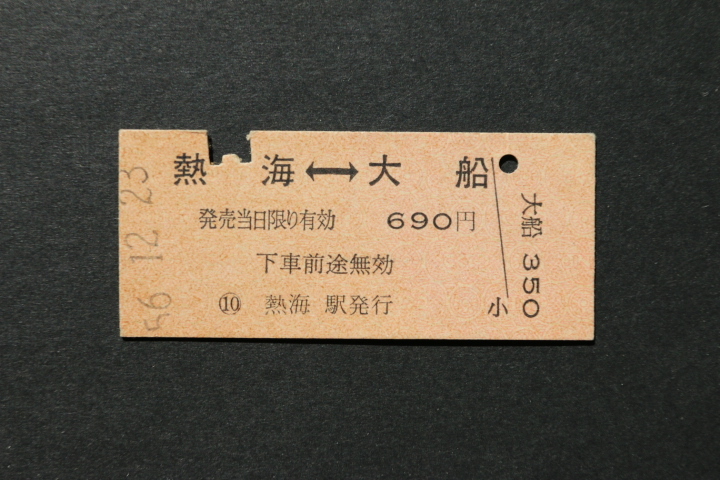 熱海↔大船
発売当日限り有効 690円
下車前途無効
⑩ 熱海 駅発行
小
大船 350
56.12.23